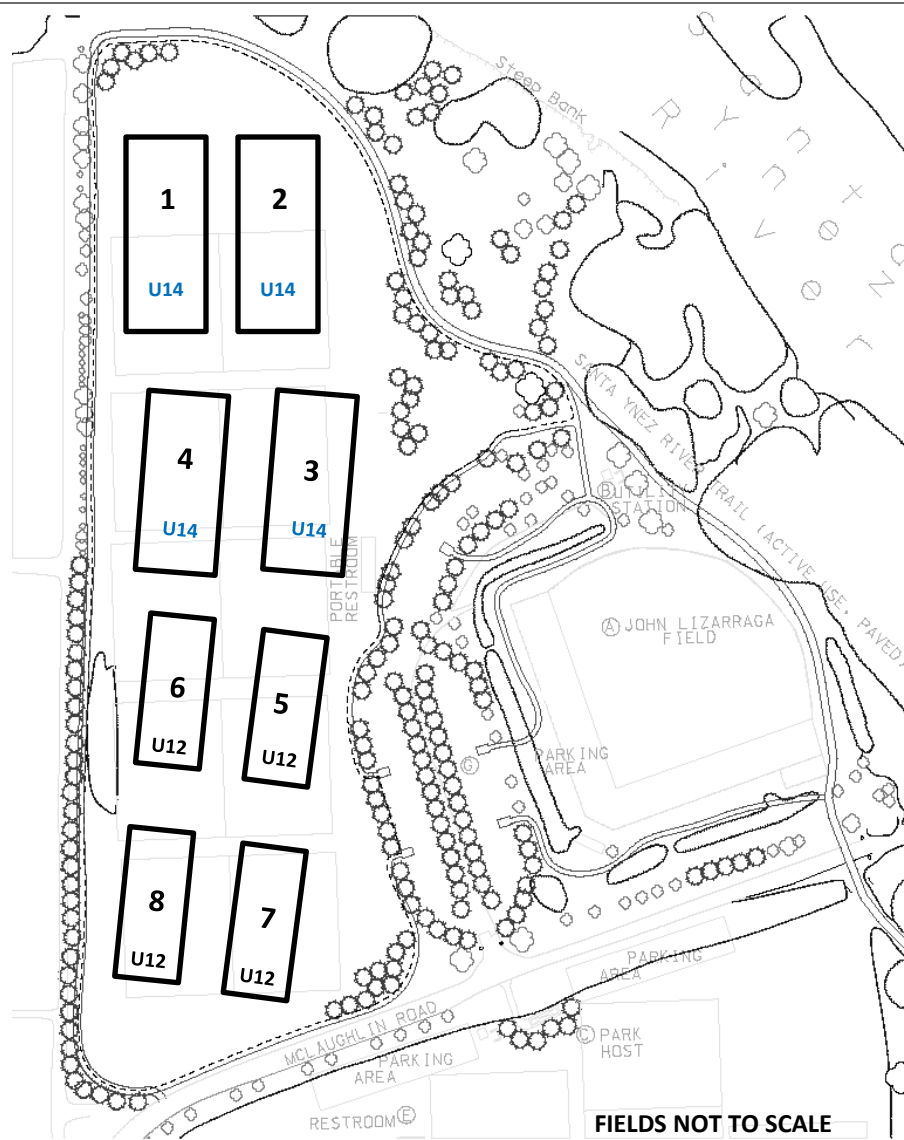 Steep Bank
Santa Ynez
River
1
2
U14
U14
4
3
U14
U14
SANTA YNEZ RIVER TRAIL (ACTIVE USE, PAVED)
B UTILITY
STATION
PORTABLE
RESTROOM
A JOHN LIZARRAGA
FIELD
6
5
U12
U12
G
PARKING
AREA
8
7
U12
U12
PARKING
AREA
MCLAUGHLIN ROAD
C PARK
HOST
PARKING
AREA
RESTROOM E
FIELDS NOT TO SCALE